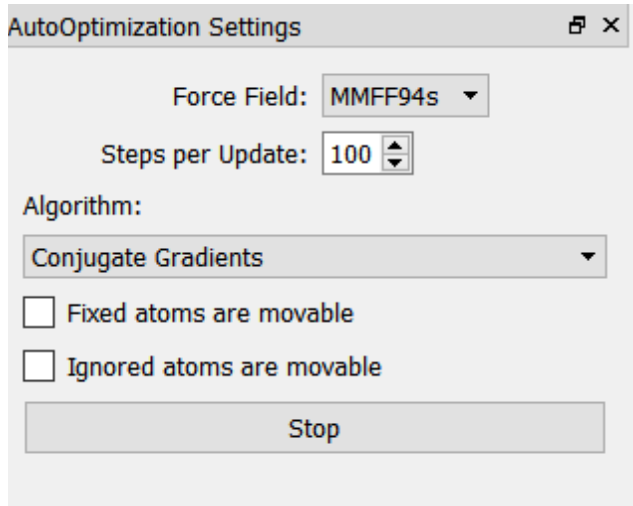 AutoOptimization Settings
Force Field: MMFF94s
Steps per Update: 100
Algorithm:
Conjugate Gradients
Fixed atoms are movable
Ignored atoms are movable
Stop